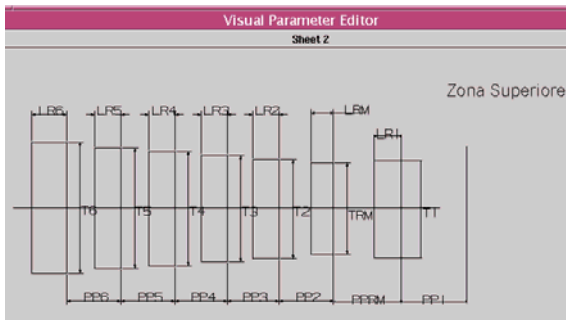 Visual Parameter Editor
Sheet 2
Zona Superiore
LR6 LR5 LR4 LR3 LR2 LRM
LR1
T6 T5 T4 T3 T2 TRM T1
PP6 PP5 PP4 PP3 PP2 PPRM PP1